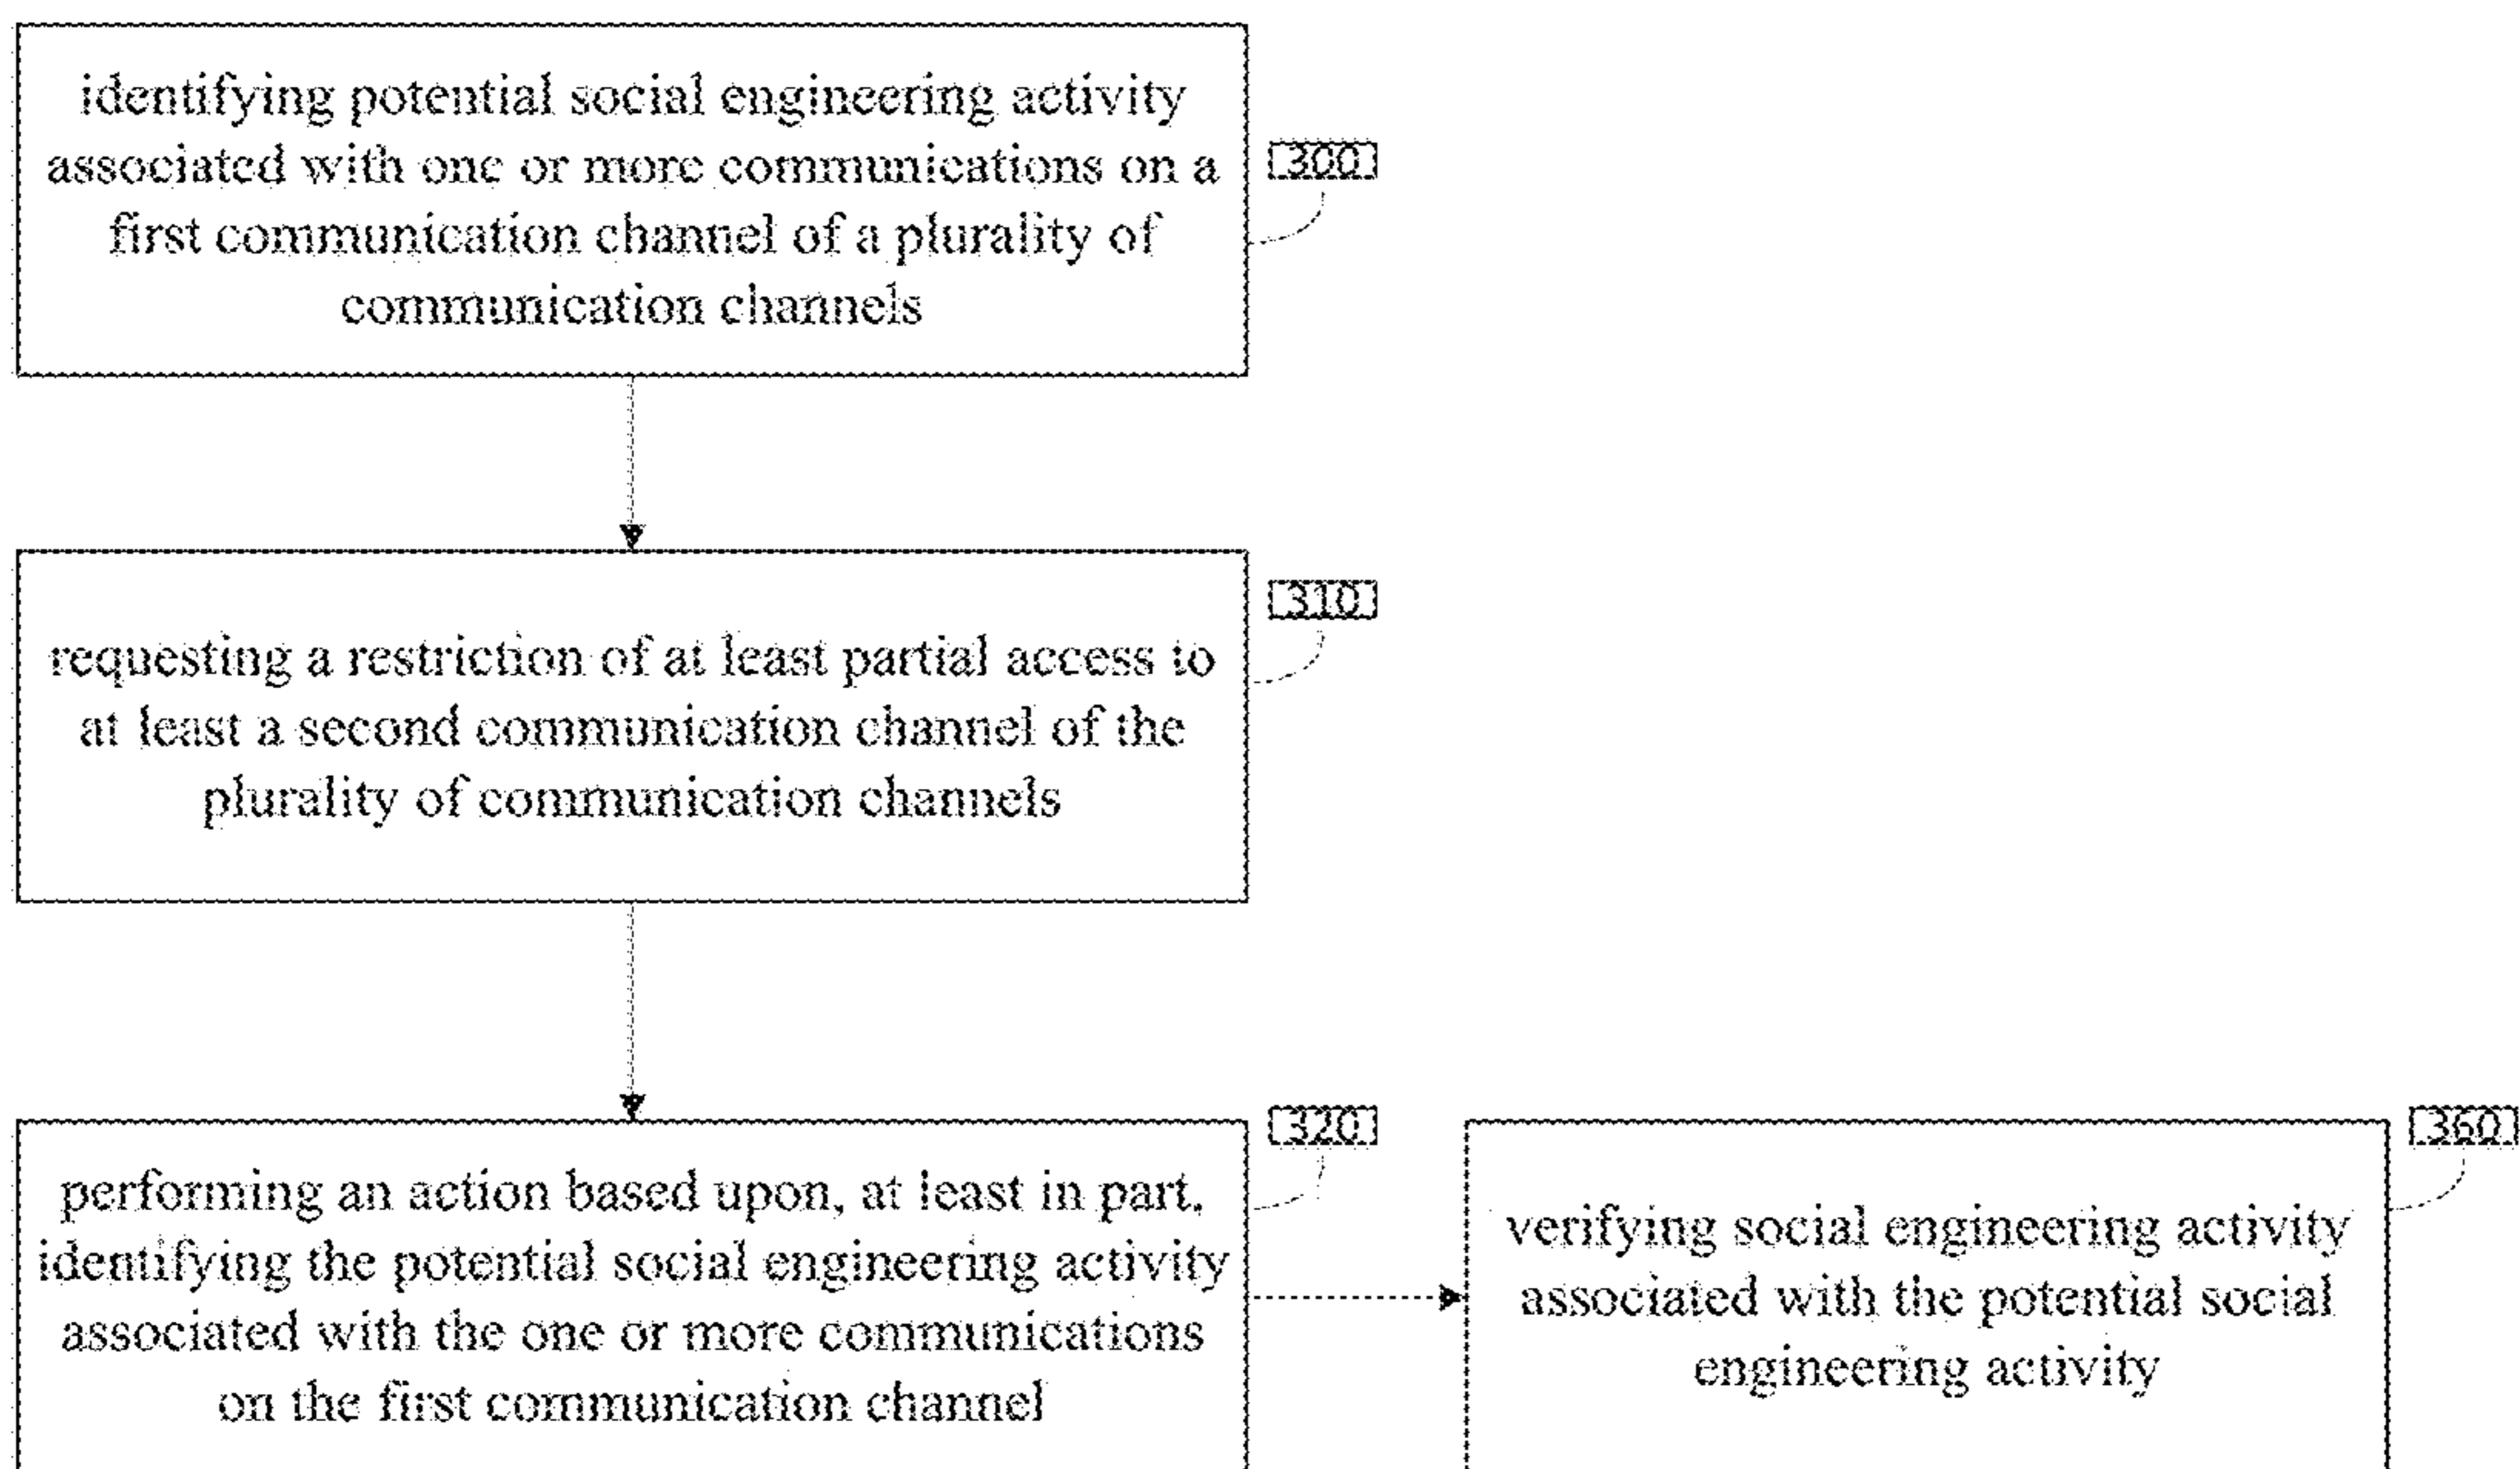 identifying potential social engineering activity
associated with one or more communications on a
first communication channel of a plurality of
communication channels
300
requesting a restriction of at least partial access to
at least a second communication channel of the
plurality of communication channels
310
performing an action based upon, at least in part,
identifying the potential social engineering activity
associated with the one or more communications
on the first communication channel
320
verifying social engineering activity
associated with the potential social
engineering activity
360